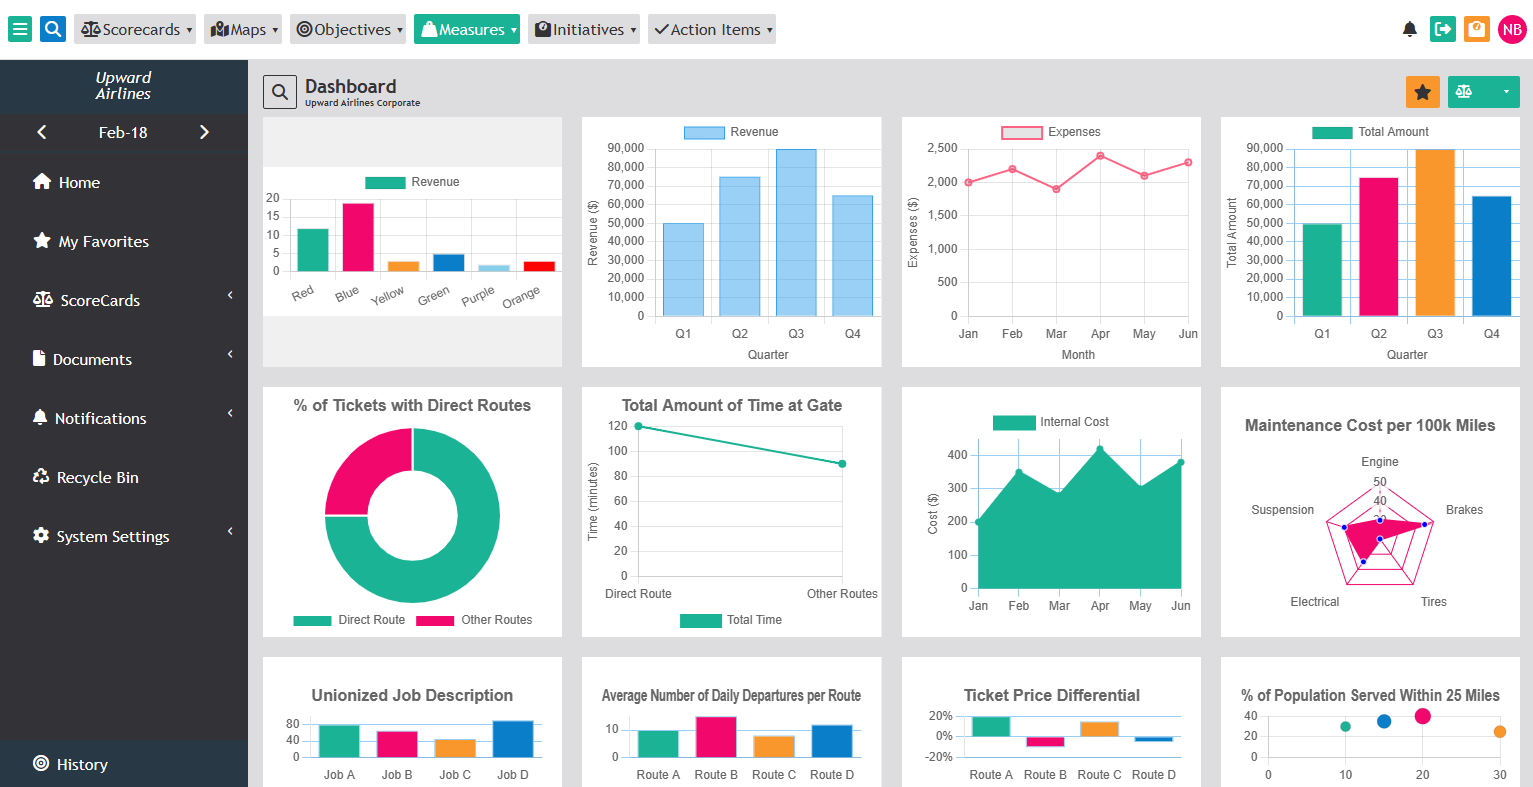 Scorecards
Maps
Objectives
Measures
Initiatives
Action Items
NB
Upward
Airlines
Feb-18
Home
My Favorites
ScoreCards
Documents
Notifications
Recycle Bin
System Settings
History
Dashboard
Upward Airlines Corporate
Revenue
20
15
10
5
0
Red
Blue
Yellow
Green
Purple
Orange
Revenue
Revenue ($)
90,000
80,000
70,000
60,000
50,000
40,000
30,000
20,000
10,000
0
Q1 Q2 Q3 Q4
Quarter
Expenses
Expenses ($)
2,500
2,000
1,500
1,000
500
0
Jan Feb Mar Apr May Jun
Month
Total Amount
Total Amount
90,000
80,000
70,000
60,000
50,000
40,000
30,000
20,000
10,000
0
Q1 Q2 Q3 Q4
Quarter
% of Tickets with Direct Routes
Direct Route Other Routes
Total Amount of Time at Gate
Time (minutes)
120
100
80
60
40
20
0
Direct Route Other Routes
Total Time
Internal Cost
Cost ($)
400
300
200
100
0
Jan Feb Mar Apr May Jun
Maintenance Cost per 100k Miles
Engine
50
40
Suspension
Brakes
Electrical
Tires
Unionized Job Description
80
40
0
Job A Job B Job C Job D
Average Number of Daily Departures per Route
10
0
Route A Route B Route C Route D
Ticket Price Differential
20%
0%
-20%
Route A Route B Route C Route D
% of Population Served Within 25 Miles
40
20
0
0 10 20 30